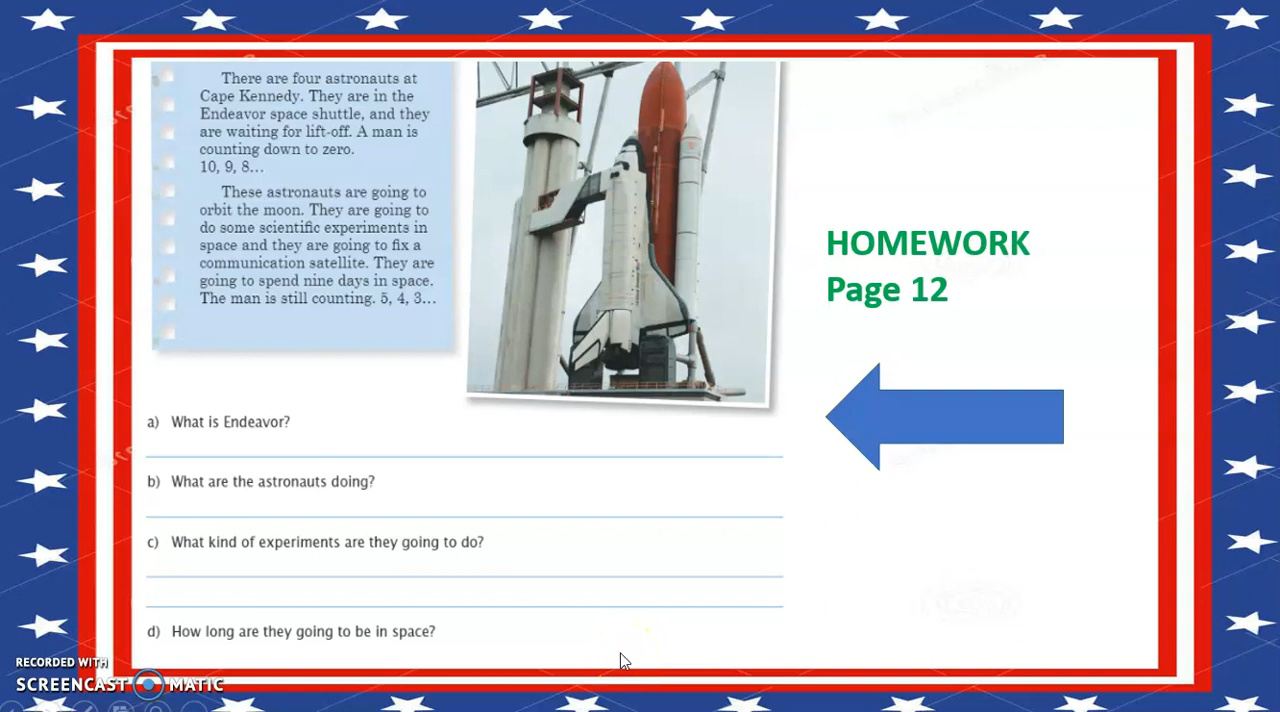 There are four astronauts at
Cape Kennedy. They are in the
Endeavor space shuttle, and they
are waiting for lift-off. A man is
counting down to zero.
10, 9, 8...
These astronauts are going to
orbit the moon. They are going to
do some scientific experiments in
space and they are going to fix a
communication satellite. They are
going to spend nine days in space.
The man is still counting. 5, 4, 3...
HOMEWORK
Page 12
a) What is Endeavor?
b) What are the astronauts doing?
c) What kind of experiments are they going to do?
d) How long are they going to be in space?
RECORDED WITH
SCREENCAST MATIC